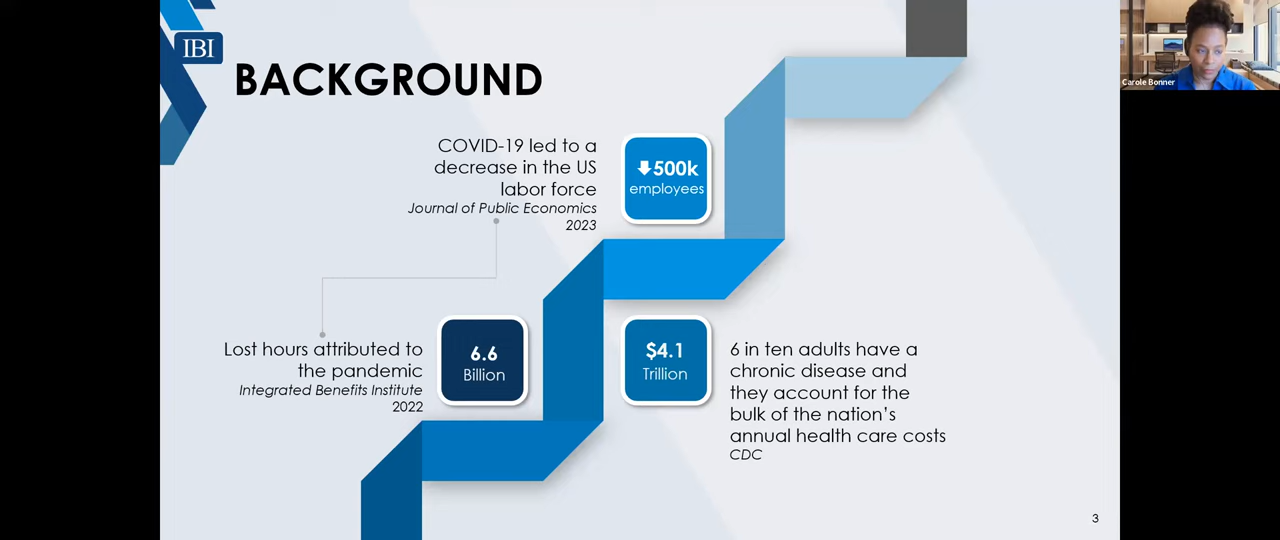 IBI
BACKGROUND
Carole Bonner
COVID-19 led to a
decrease in the US
labor force
Journal of Public Economics
2023
500k
employees
Lost hours attributed to
the pandemic
Integrated Benefits Institute
2022
6.6
Billion
$4.1
Trillion
6 in ten adults have a
chronic disease and
they account for the
bulk of the nation's
annual health care costs
CDC
3